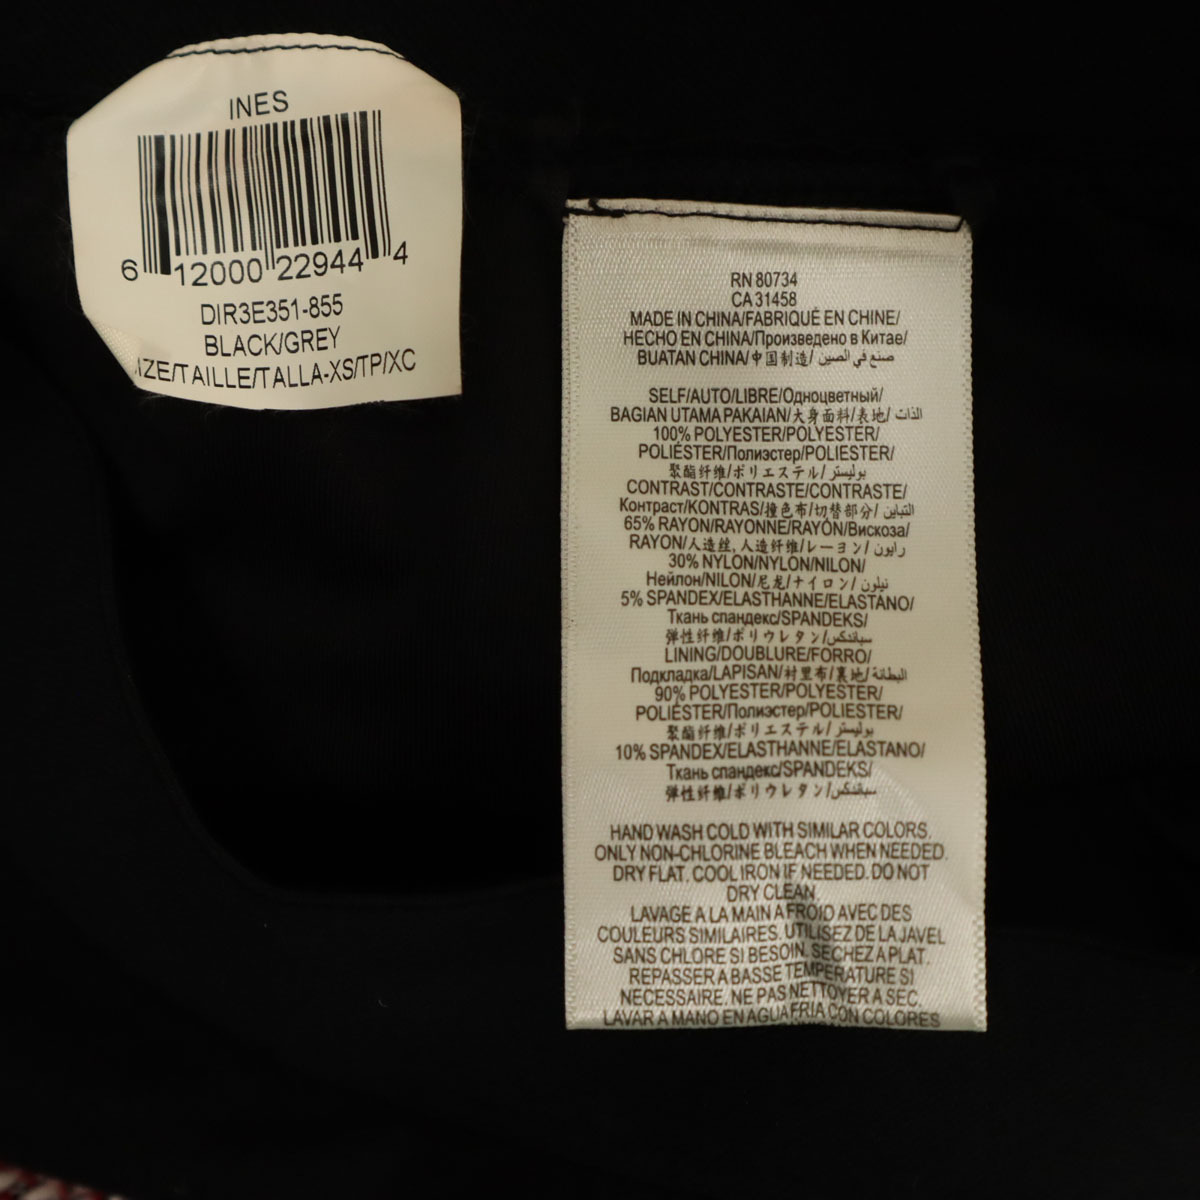 INES
6 12000 22944 4
DIR3E351-855
BLACK/GREY
IZE/TAILLE/TALLA-XS/TP/XC
RN 80734
CA 31458
MADE IN CHINA/FABRIQUÉ EN CHINE/
HECHO EN CHINA/Произведено в Китае/
BUATAN CHINA/中国制造/ صنع في الصين
SELF/AUTO/LIBRE/Одноцветный/
BAGIAN UTAMA PAKAIAN/大身面料/表地/ الذات
100% POLYESTER/POLYESTER/
POLIÉSTER/Полиэстер/POLIESTER/
聚酯纤维/ポリエステル/ بوليستر
CONTRAST/CONTRASTE/CONTRASTE/
Контраст/KONTRAS/撞色布/切替部分/ التباين
65% RAYON/RAYONNE/RAYÓN/Вискоза/
RAYON/人造丝, 人造纤维/レーヨン/ رايون
30% NYLON/NYLON/NILON/
Нейлон/NILON/尼龙/ナイロン/ نيلون
5% SPANDEX/ELASTHANNE/ELASTANO/
Ткань спандекс/SPANDEKS/
弹性纤维/ポリウレタン/سباندكس
LINING/DOUBLURE/FORRO/
Подкладка/LAPISAN/衬里布/裏地/ البطانة
90% POLYESTER/POLYESTER/
POLIÉSTER/Полиэстер/POLIESTER/
聚酯纤维/ポリエステル/ بوليستر
10% SPANDEX/ELASTHANNE/ELASTANO/
Ткань спандекс/SPANDEKS/
弹性纤维/ポリウレタン/سباندكس
HAND WASH COLD WITH SIMILAR COLORS.
ONLY NON-CHLORINE BLEACH WHEN NEEDED.
DRY FLAT. COOL IRON IF NEEDED. DO NOT
DRY CLEAN.
LAVAGE A LA MAIN A FROID AVEC DES
COULEURS SIMILAIRES. UTILISEZ DE LA JAVEL
SANS CHLORE SI BESOIN. SECHEZ A PLAT.
REPASSER A BASSE TEMPERATURE SI
NECESSAIRE. NE PAS NETTOYER A SEC.
LAVAR A MANO EN AGUA FRIA CON COLORES